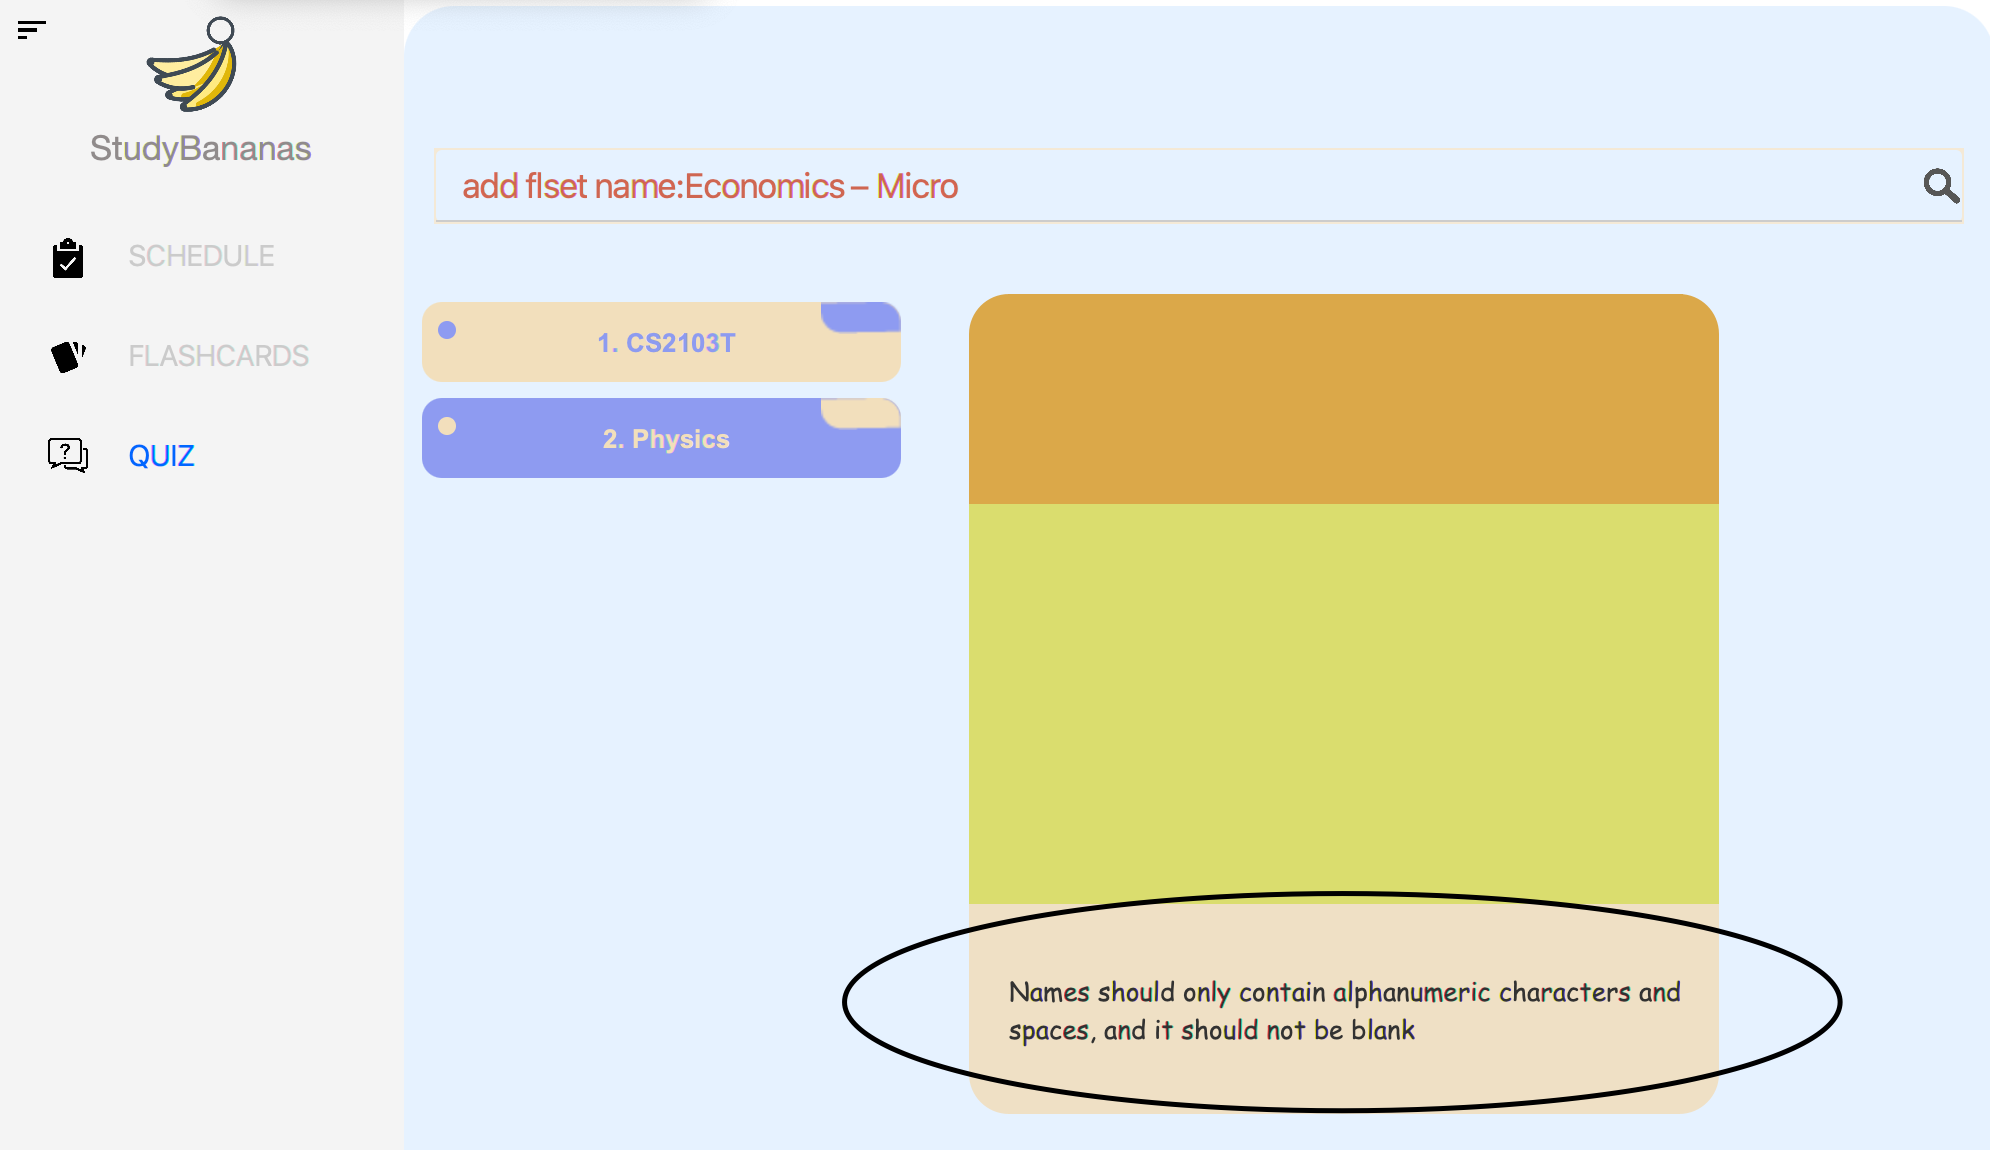 StudyBananas
add flset name:Economics – Micro
SCHEDULE
FLASHCARDS
? QUIZ
1. CS2103T
2. Physics
Names should only contain alphanumeric characters and
spaces, and it should not be blank